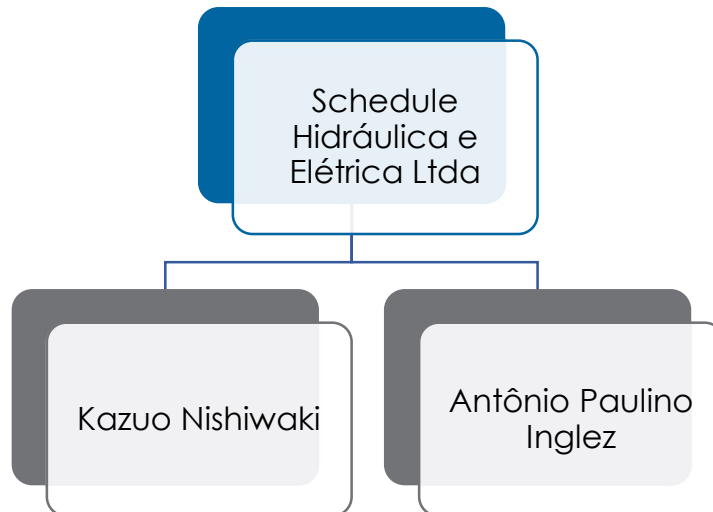 Schedule
Hidráulica e
Elétrica Ltda
Kazuo Nishiwaki
Antônio Paulino
Inglez